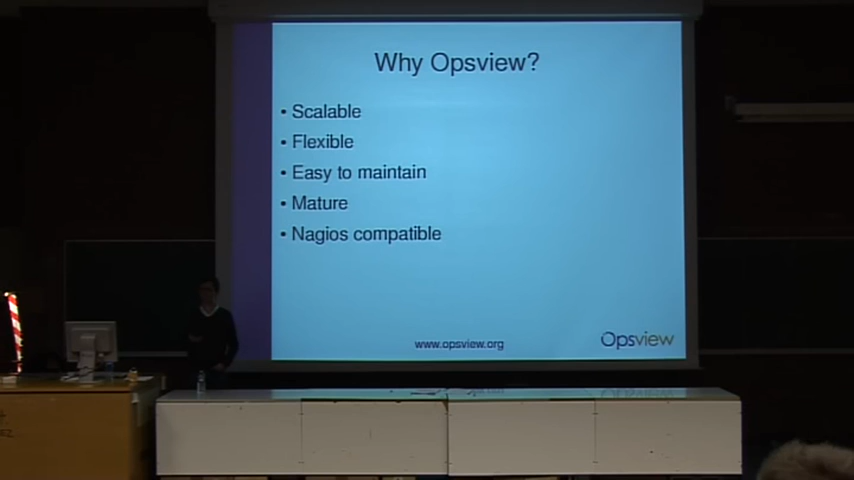 Why Opsview?
• Scalable
• Flexible
• Easy to maintain
• Mature
• Nagios compatible
www.opsview.org
Opsview